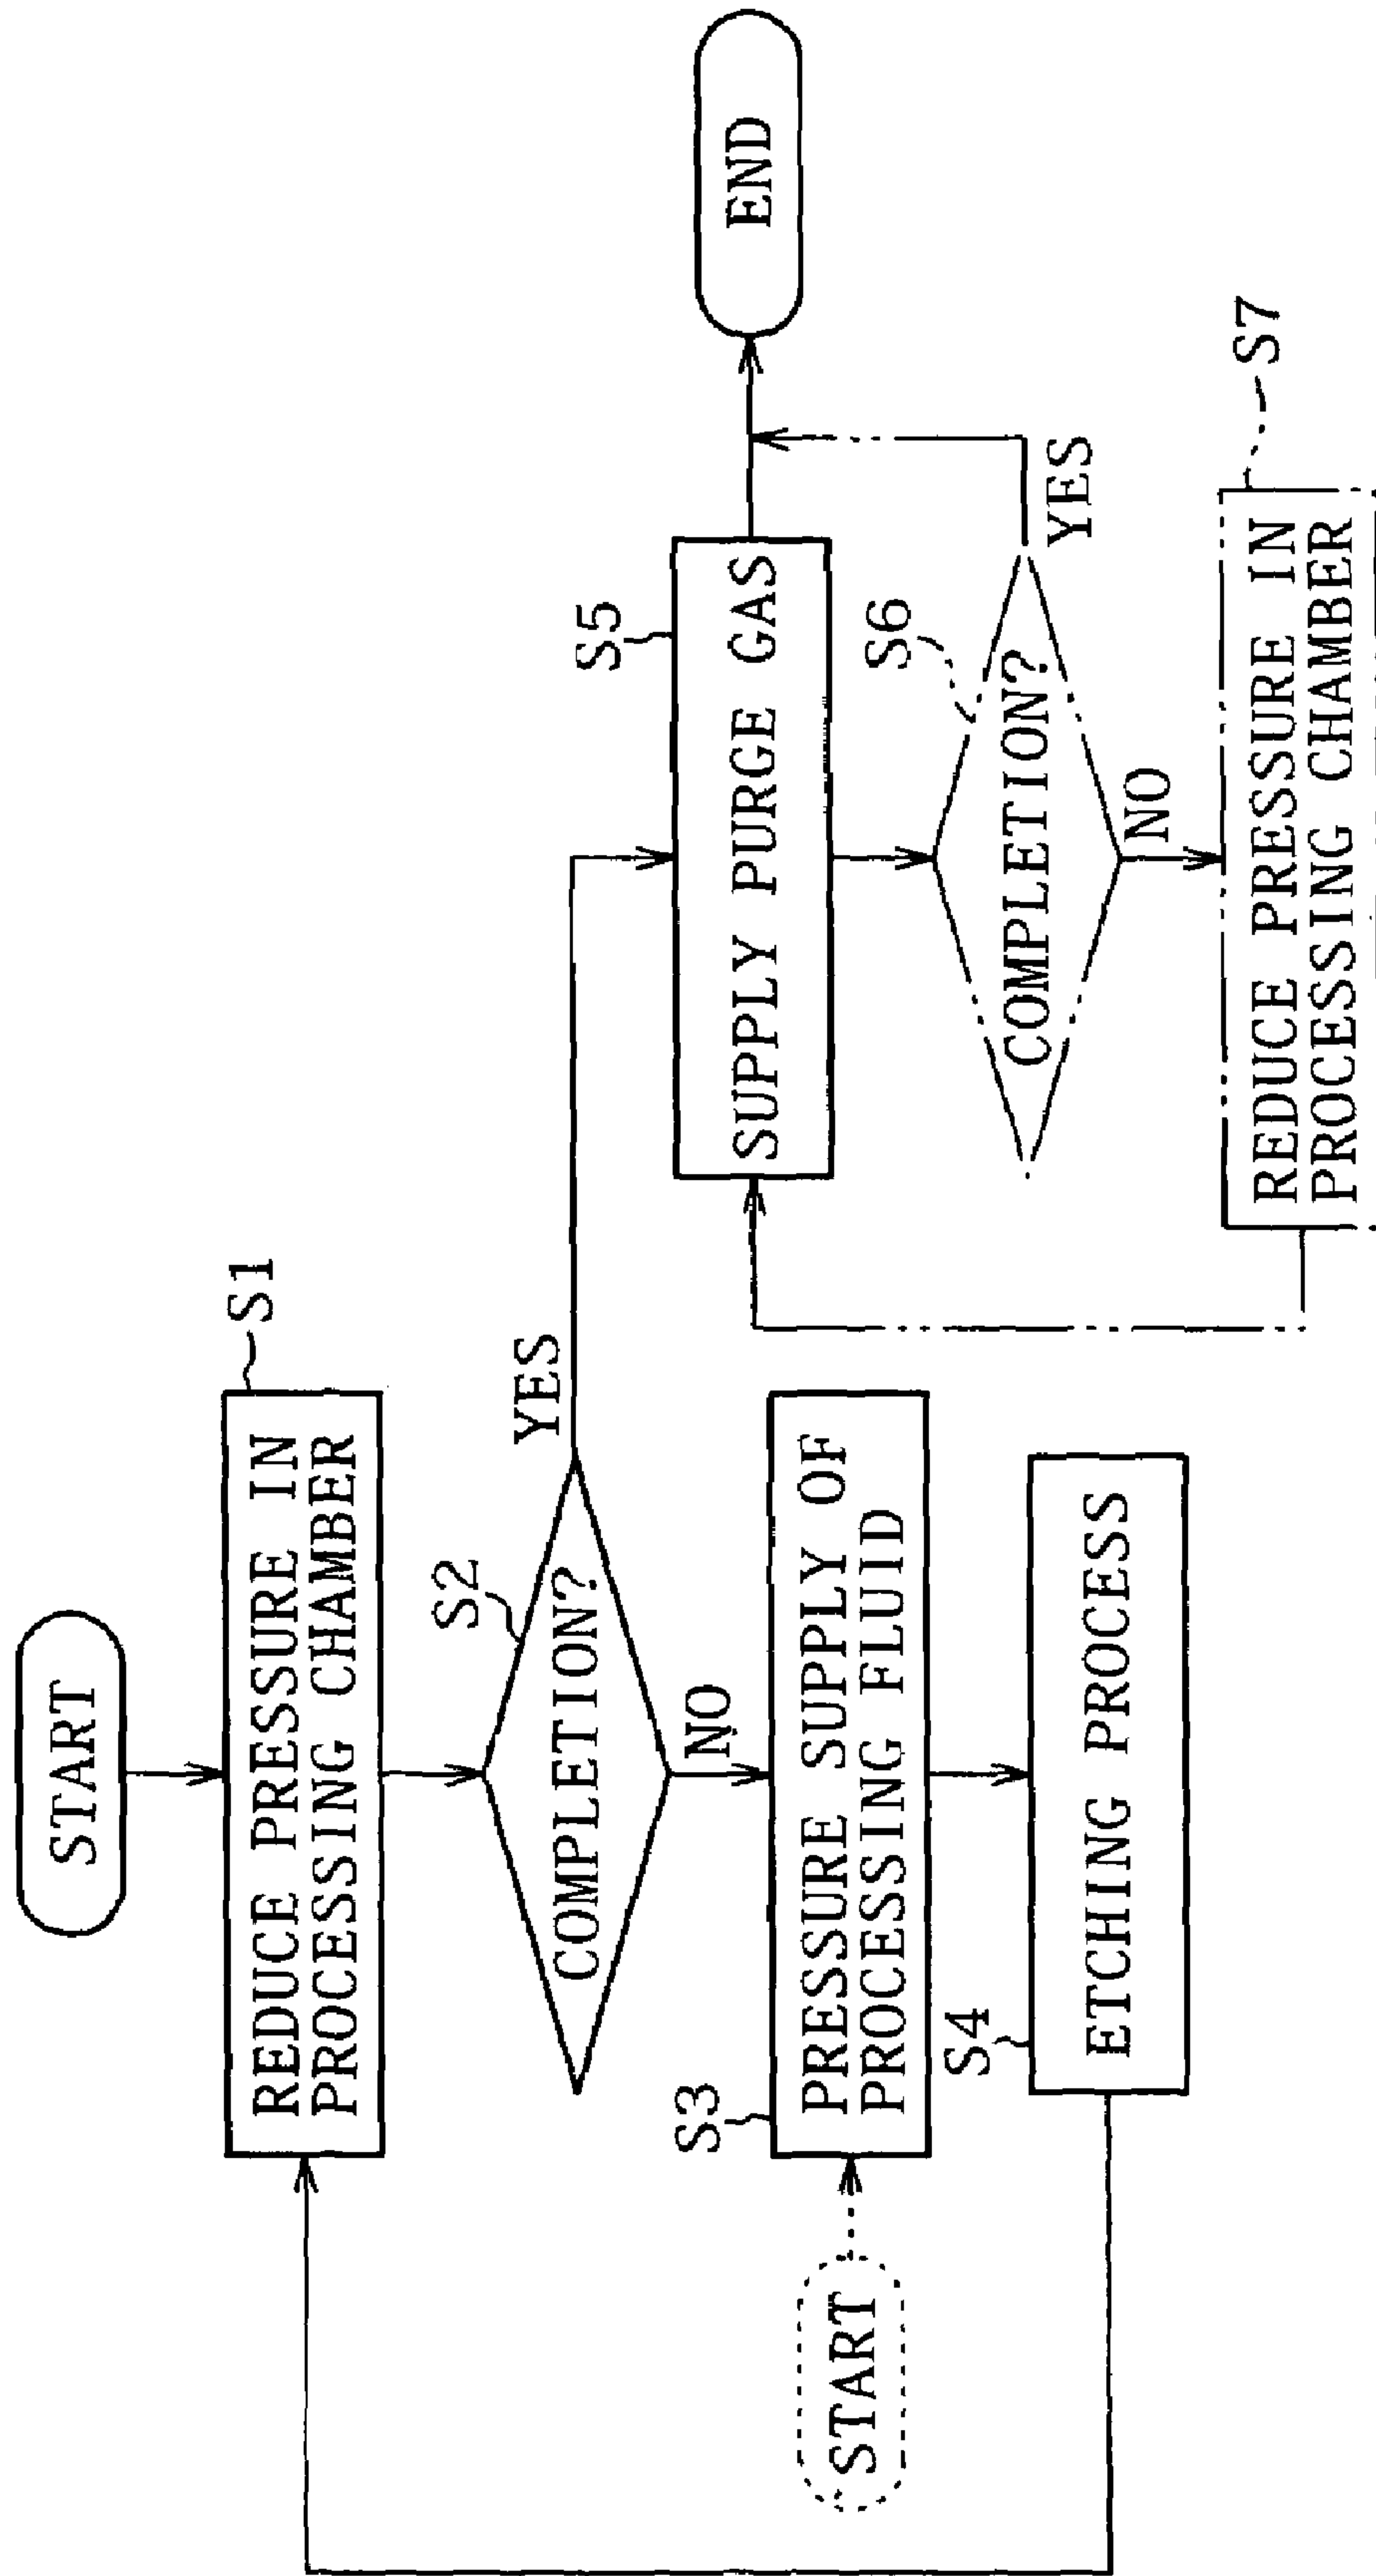 START
S1
REDUCE PRESSURE IN
PROCESSING CHAMBER
S2
COMPLETION?
YES
NO
S3
PRESSURE SUPPLY OF
PROCESSING FLUID
START
S4
ETCHING PROCESS
S5
SUPPLY PURGE GAS
END
S6
COMPLETION?
YES
NO
S7
REDUCE PRESSURE IN
PROCESSING CHAMBER